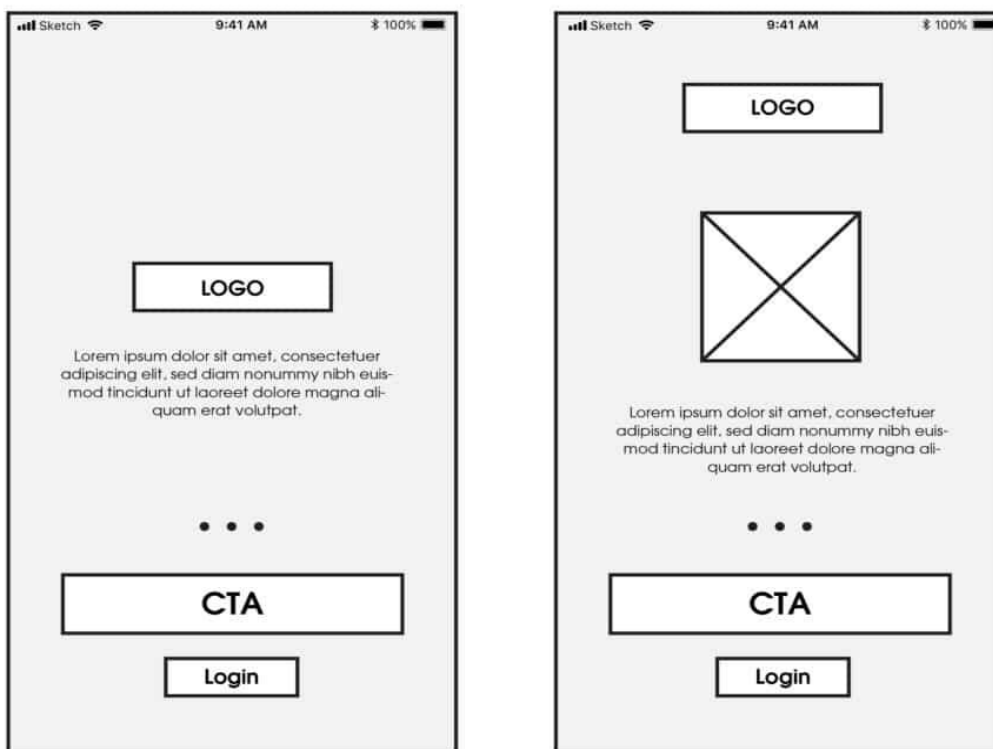 Sketch 9:41 AM 100%
LOGO
Lorem ipsum dolor sit amet, consectetuer
adipiscing elit, sed diam nonummy nibh euis-
mod tincidunt ut laoreet dolore magna ali-
quam erat volutpat.
CTA
Login
Sketch 9:41 AM 100%
LOGO
Lorem ipsum dolor sit amet, consectetuer
adipiscing elit, sed diam nonummy nibh euis-
mod tincidunt ut laoreet dolore magna ali-
quam erat volutpat.
CTA
Login